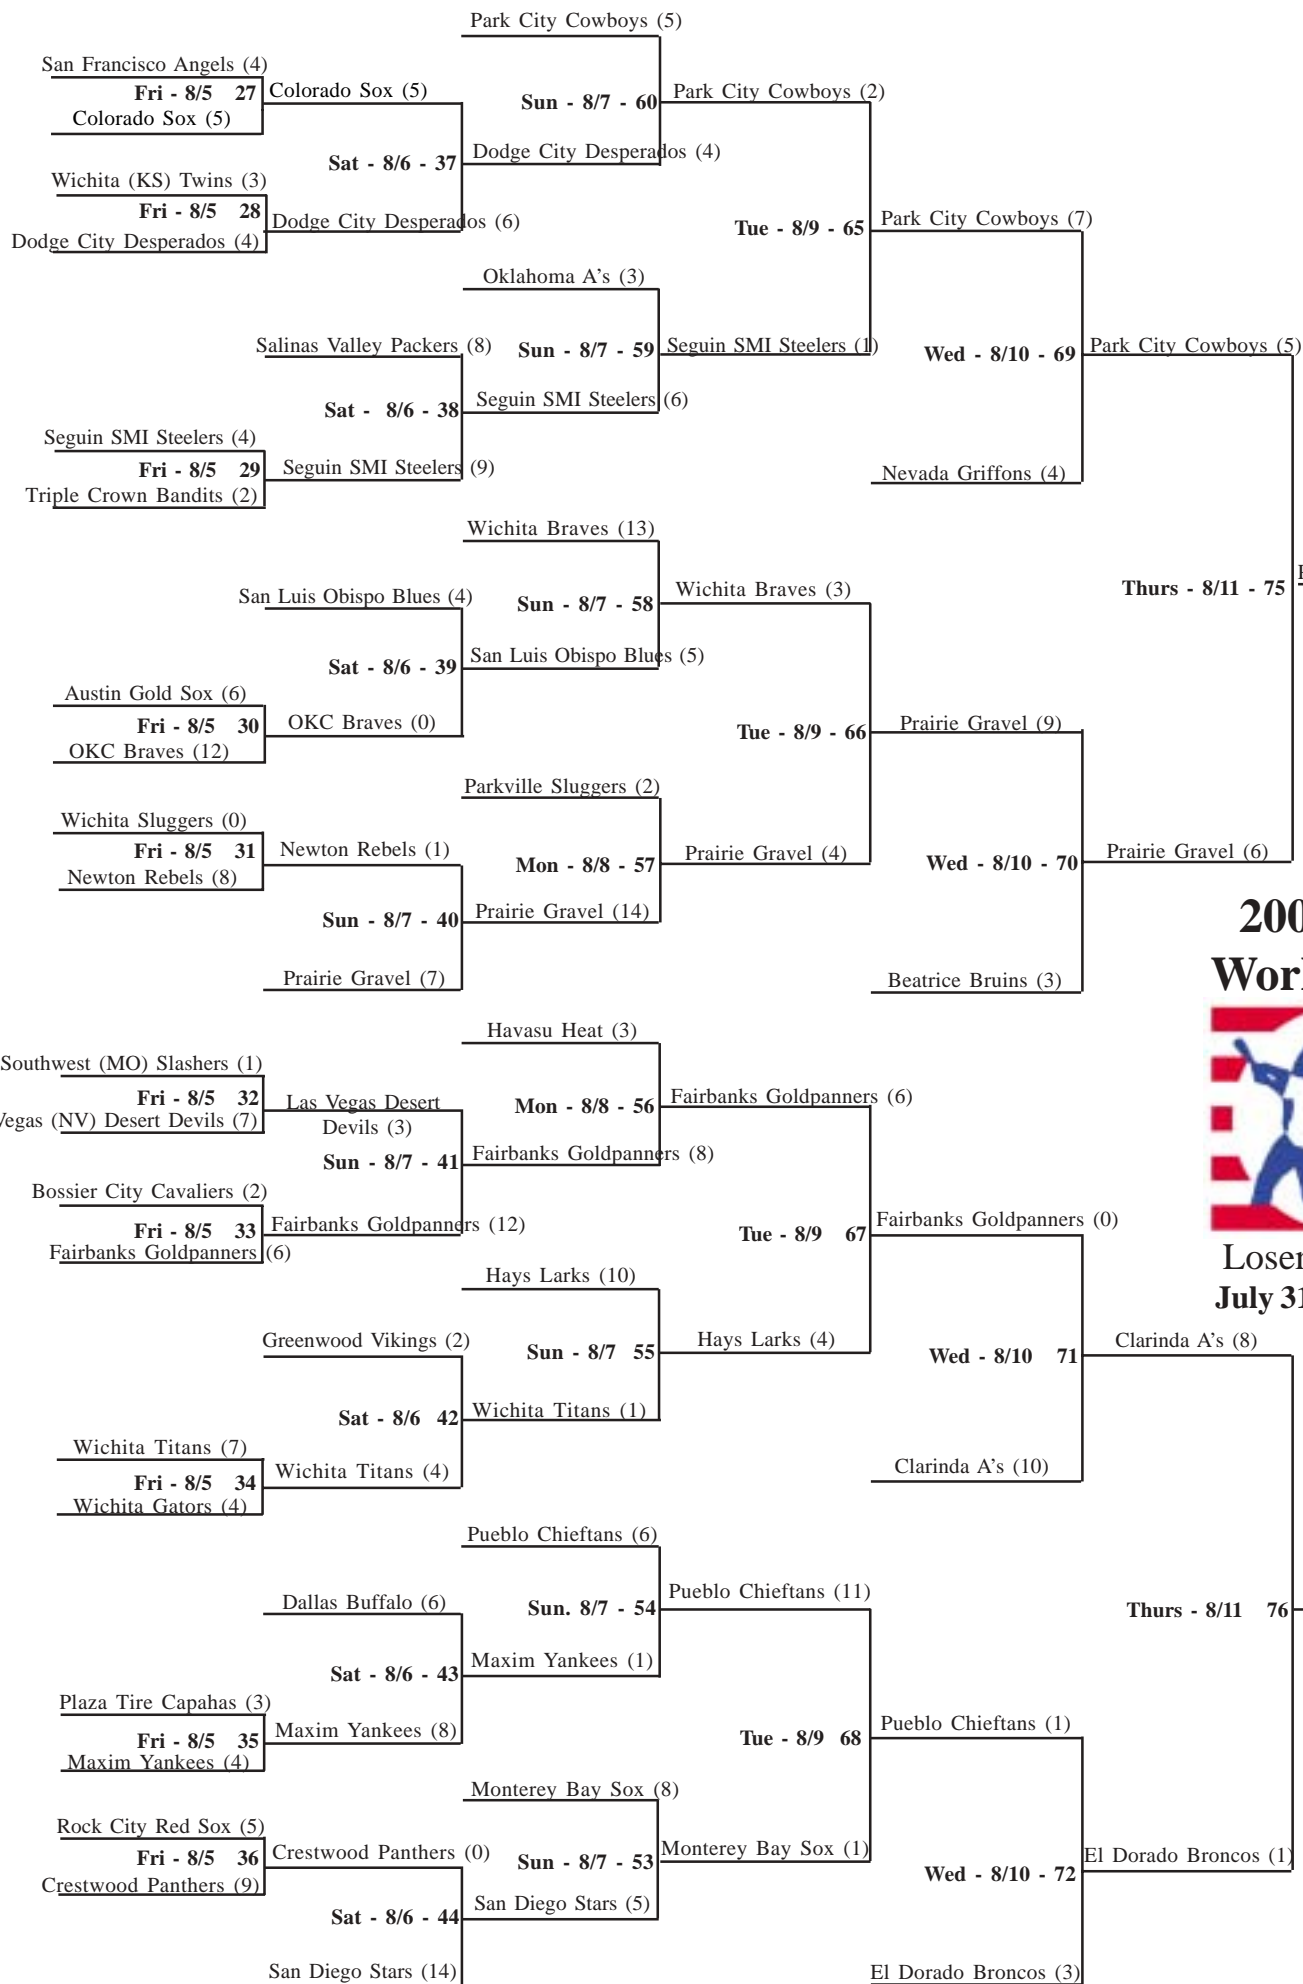 Park City Cowboys (5)
San Francisco Angels (4)
Fri - 8/5 27
Colorado Sox (5)
Colorado Sox (5)
Sun - 8/7 - 60
Park City Cowboys (2)
Sat - 8/6 - 37
Dodge City Desperados (4)
Wichita (KS) Twins (3)
Fri - 8/5 28
Dodge City Desperados (6)
Dodge City Desperados (4)
Tue - 8/9 - 65
Park City Cowboys (7)
Oklahoma A's (3)
Salinas Valley Packers (8)
Sun - 8/7 - 59
Seguin SMI Steelers (1)
Wed - 8/10 - 69
Park City Cowboys (5)
Sat - 8/6 - 38
Seguin SMI Steelers (6)
Seguin SMI Steelers (4)
Fri - 8/5 29
Seguin SMI Steelers (9)
Triple Crown Bandits (2)
Nevada Griffons (4)
Wichita Braves (13)
San Luis Obispo Blues (4)
Sun - 8/7 - 58
Wichita Braves (3)
Thurs - 8/11 - 75
Sat - 8/6 - 39
San Luis Obispo Blues (5)
Austin Gold Sox (6)
Fri - 8/5 30
OKC Braves (0)
OKC Braves (12)
Tue - 8/9 - 66
Prairie Gravel (9)
Parkville Sluggers (2)
Wichita Sluggers (0)
Fri - 8/5 31
Newton Rebels (1)
Newton Rebels (8)
Mon - 8/8 - 57
Prairie Gravel (4)
Wed - 8/10 - 70
Prairie Gravel (6)
Sun - 8/7 - 40
Prairie Gravel (14)
Prairie Gravel (7)
Beatrice Bruins (3)
200
Worl
Havasu Heat (3)
Southwest (MO) Slashers (1)
Fri - 8/5 32
Las Vegas Desert
Devils (3)
Vegas (NV) Desert Devils (7)
Mon - 8/8 - 56
Fairbanks Goldpanners (6)
Sun - 8/7 - 41
Fairbanks Goldpanners (8)
Bossier City Cavaliers (2)
Fri - 8/5 33
Fairbanks Goldpanners (12)
Fairbanks Goldpanners (6)
Tue - 8/9 67
Fairbanks Goldpanners (0)
Loser
July 31
Hays Larks (10)
Greenwood Vikings (2)
Sun - 8/7 55
Hays Larks (4)
Wed - 8/10 71
Clarinda A's (8)
Sat - 8/6 42
Wichita Titans (1)
Wichita Titans (7)
Fri - 8/5 34
Wichita Titans (4)
Wichita Gators (4)
Clarinda A's (10)
Pueblo Chieftans (6)
Dallas Buffalo (6)
Sun. 8/7 - 54
Pueblo Chieftans (11)
Thurs - 8/11 76
Sat - 8/6 - 43
Maxim Yankees (1)
Plaza Tire Capahas (3)
Fri - 8/5 35
Maxim Yankees (8)
Maxim Yankees (4)
Tue - 8/9 68
Pueblo Chieftans (1)
Monterey Bay Sox (8)
Rock City Red Sox (5)
Fri - 8/5 36
Crestwood Panthers (0)
Crestwood Panthers (9)
Sun - 8/7 - 53
Monterey Bay Sox (1)
Wed - 8/10 - 72
El Dorado Broncos (1)
Sat - 8/6 - 44
San Diego Stars (5)
San Diego Stars (14)
El Dorado Broncos (3)